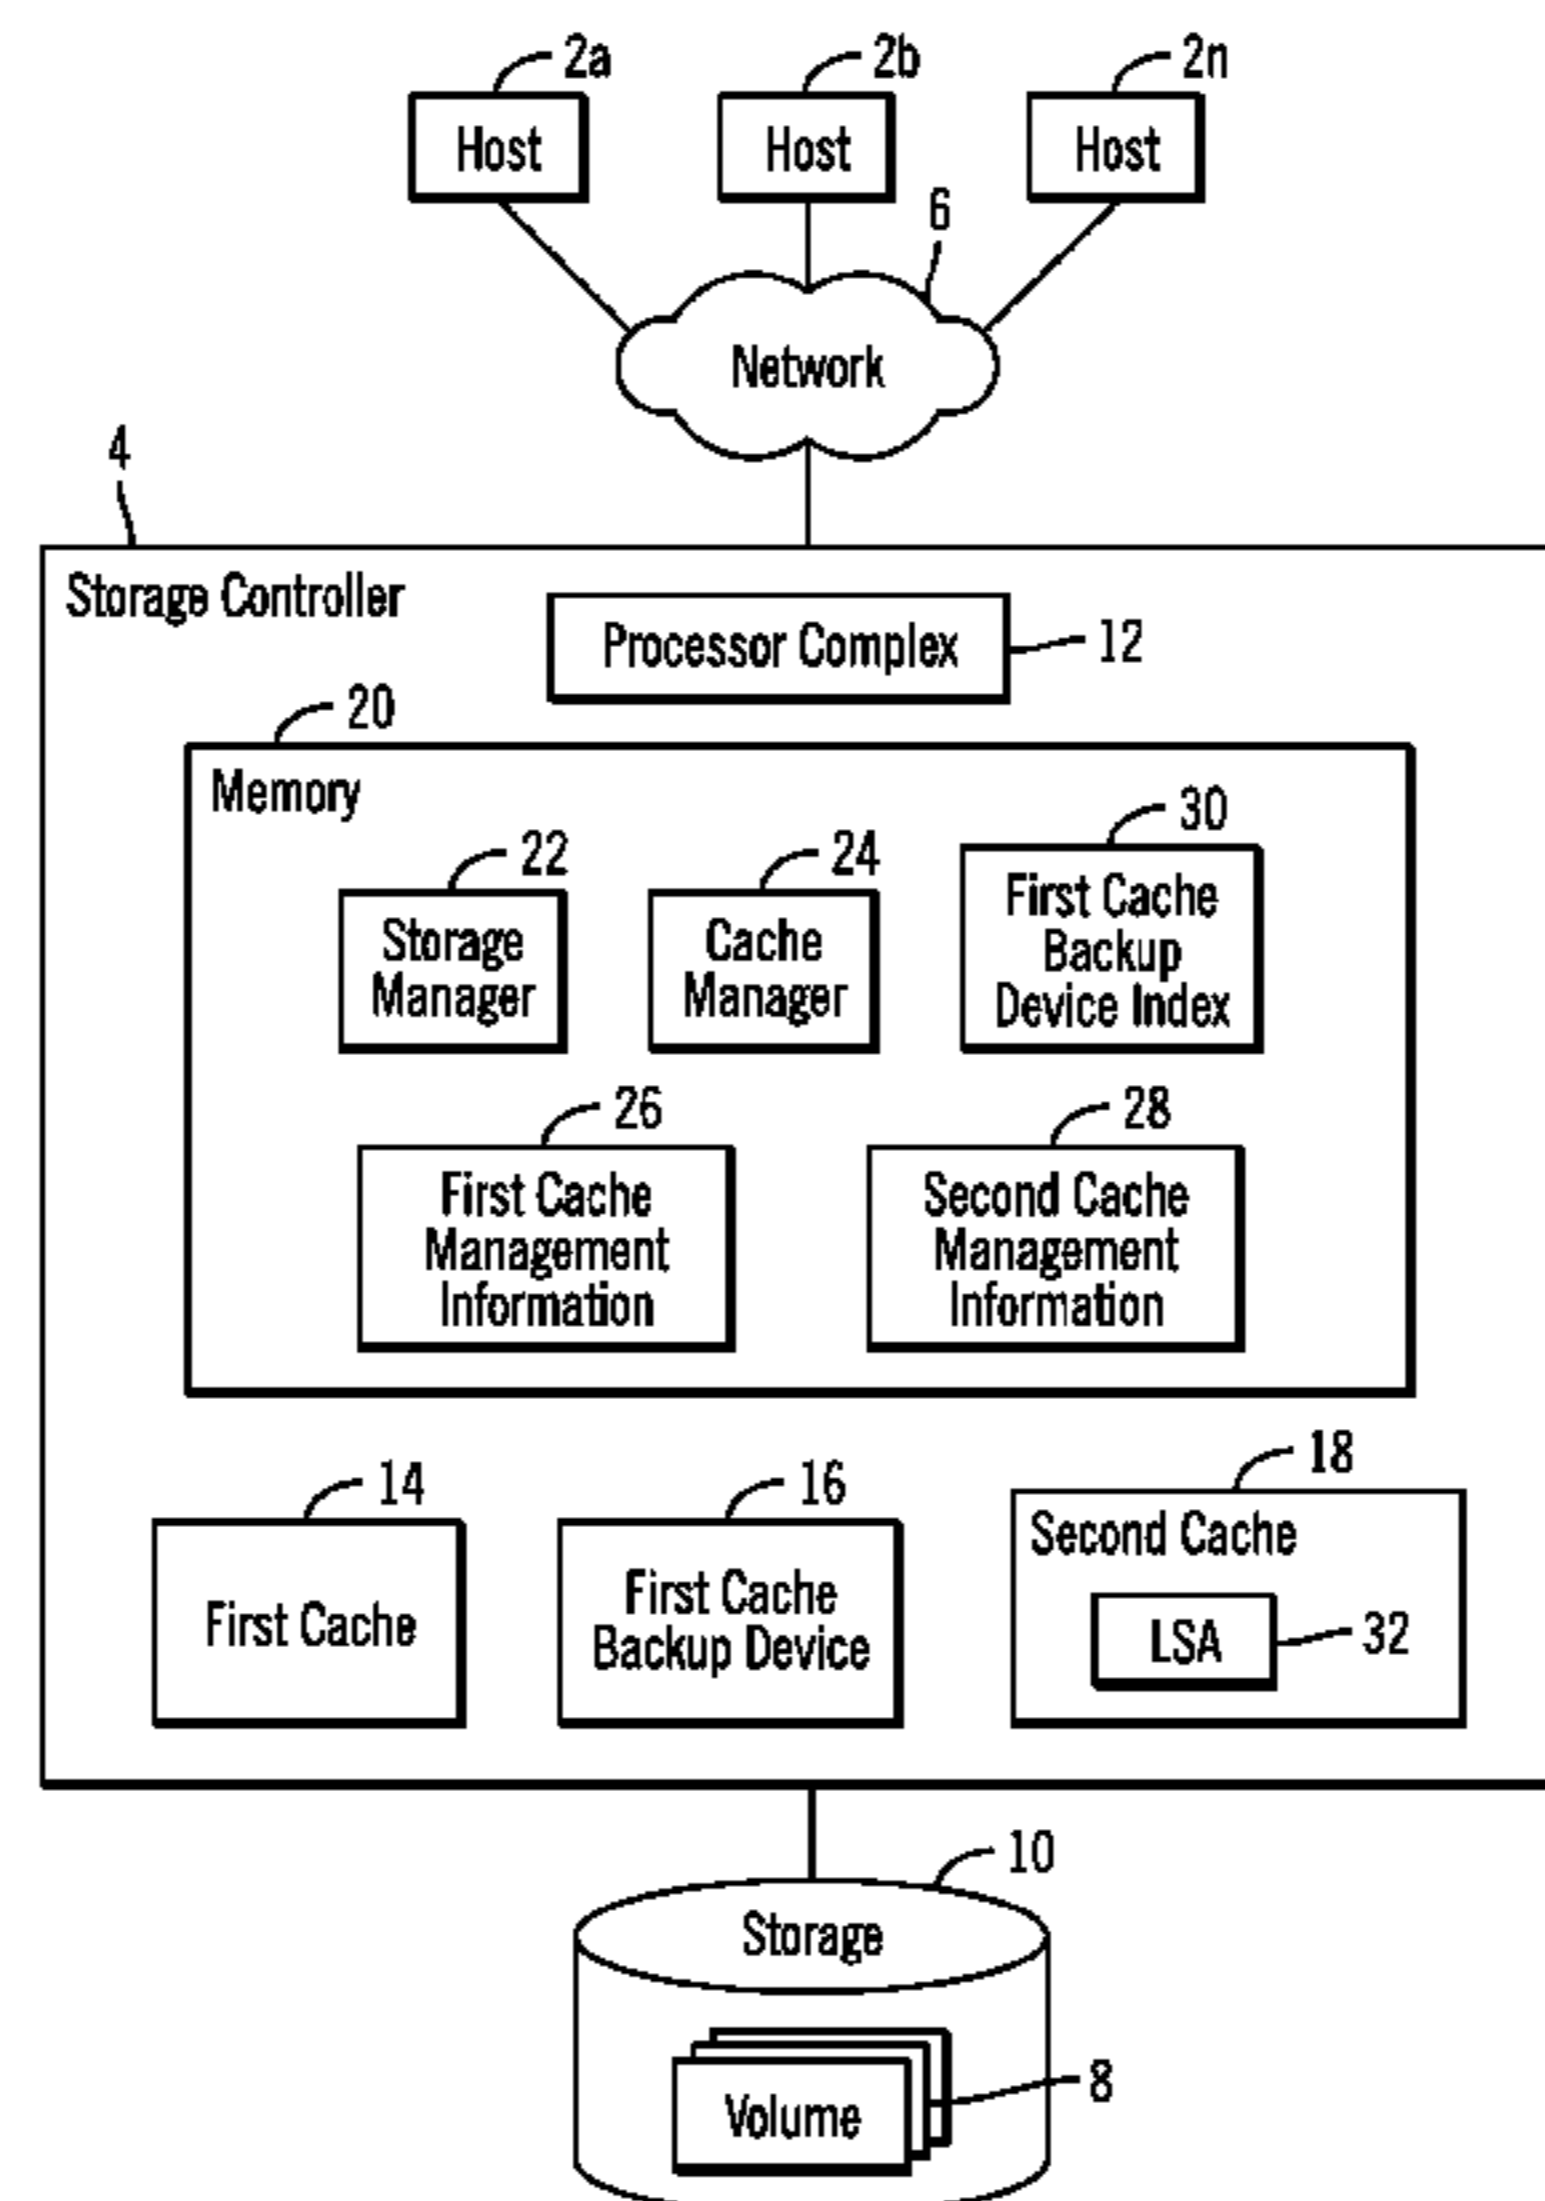 2a
2b
2n
Host
Host
Host
6
Network
4
Storage Controller
Processor Complex
12
20
Memory
22
24
30
Storage
Manager
Cache
Manager
First Cache
Backup
Device Index
26
28
First Cache
Management
Information
Second Cache
Management
Information
14
16
18
First Cache
First Cache
Backup Device
Second Cache
LSA
32
10
Storage
Volume
8